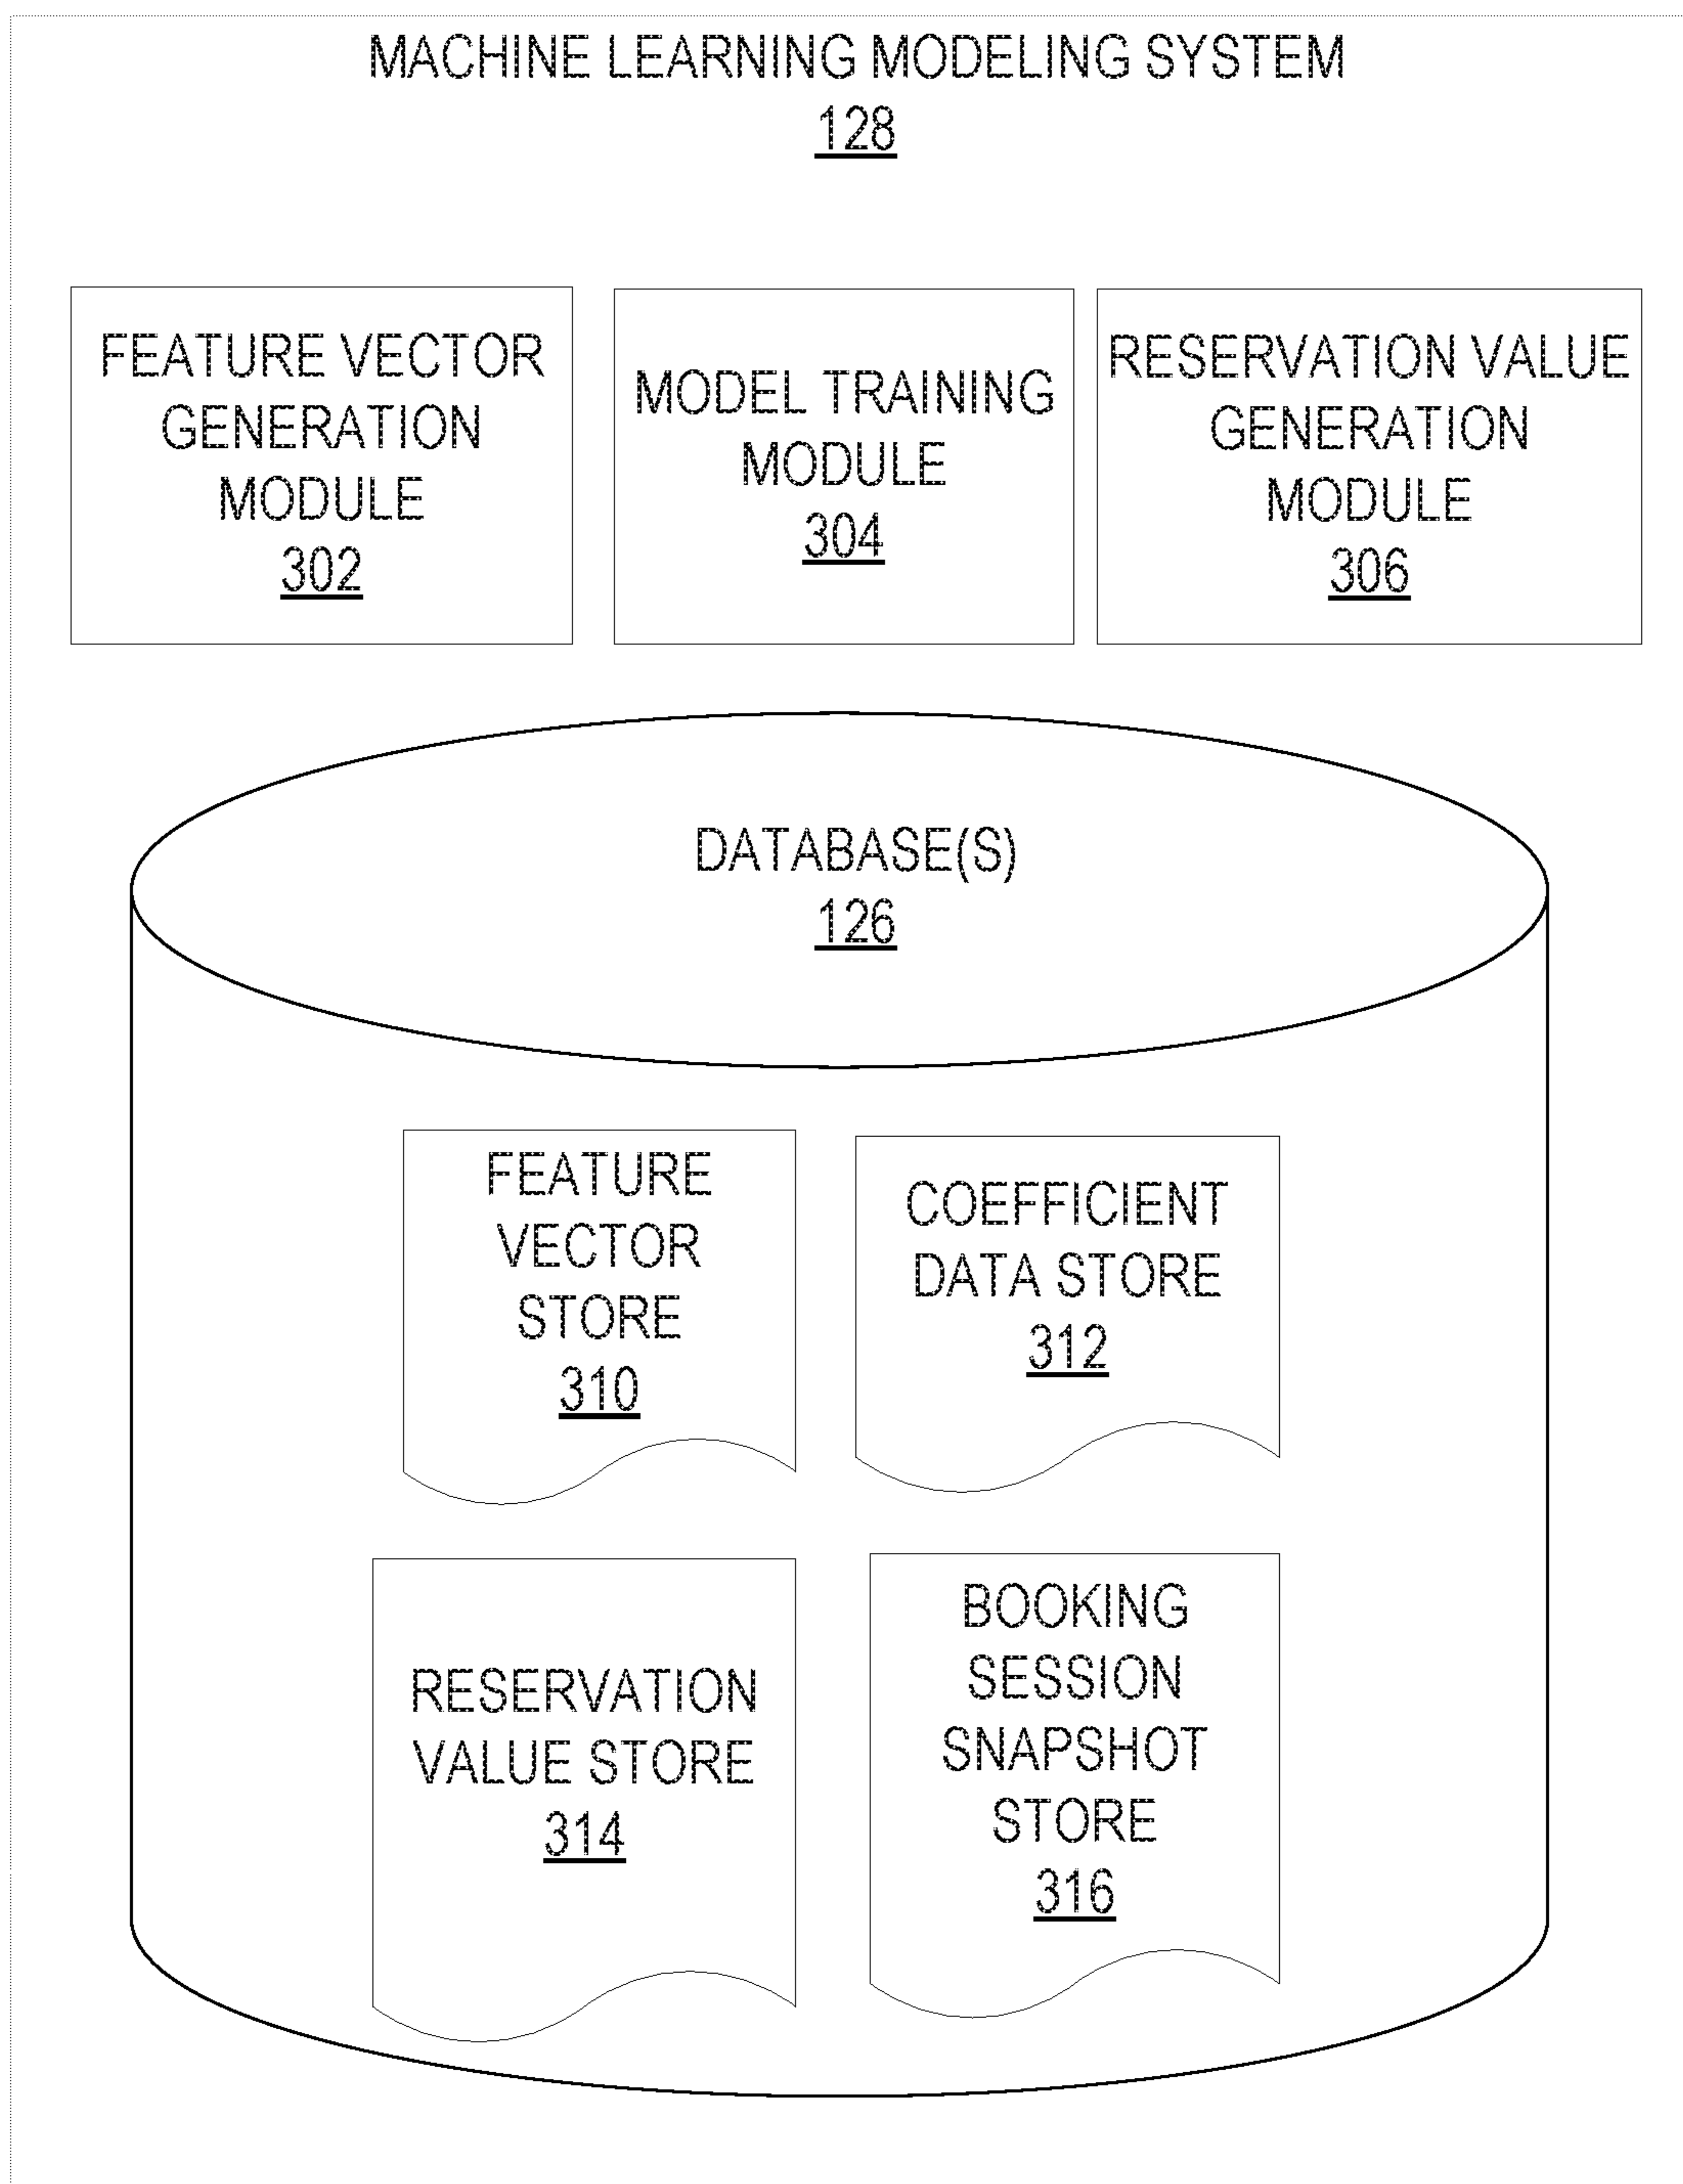 MACHINE LEARNING MODELING SYSTEM
128
FEATURE VECTOR
GENERATION
MODULE
302
MODEL TRAINING
MODULE
304
RESERVATION VALUE
GENERATION
MODULE
306
DATABASE(S)
126
FEATURE
VECTOR
STORE
310
COEFFICIENT
DATA STORE
312
RESERVATION
VALUE STORE
314
BOOKING
SESSION
SNAPSHOT
STORE
316